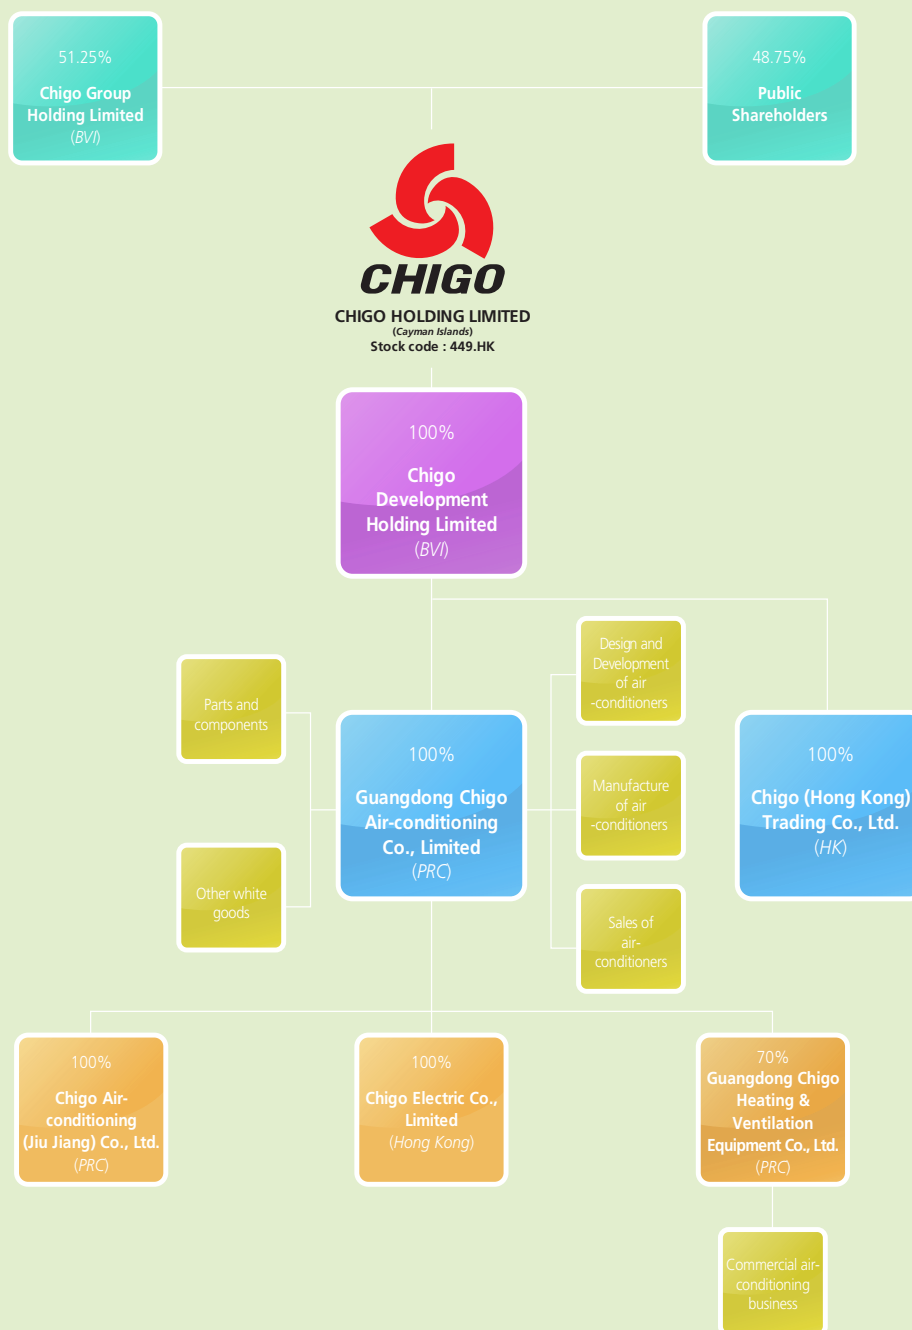 51.25%
Chigo Group
Holding Limited
(BVI)
48.75%
Public
Shareholders
CHIGO
CHIGO HOLDING LIMITED
(Cayman Islands)
Stock code : 449.HK
100%
Chigo
Development
Holding Limited
(BVI)
Parts and
components
Other white
goods
100%
Guangdong Chigo
Air-conditioning
Co., Limited
(PRC)
Design and
Development
of air
-conditioners
Manufacture
of air
-conditioners
Sales of
air-
conditioners
100%
Chigo (Hong Kong)
Trading Co., Ltd.
(HK)
100%
Chigo Air-
conditioning
(Jiu Jiang) Co., Ltd.
(PRC)
100%
Chigo Electric Co.,
Limited
(Hong Kong)
70%
Guangdong Chigo
Heating &
Ventilation
Equipment Co., Ltd.
(PRC)
Commercial air-
conditioning
business